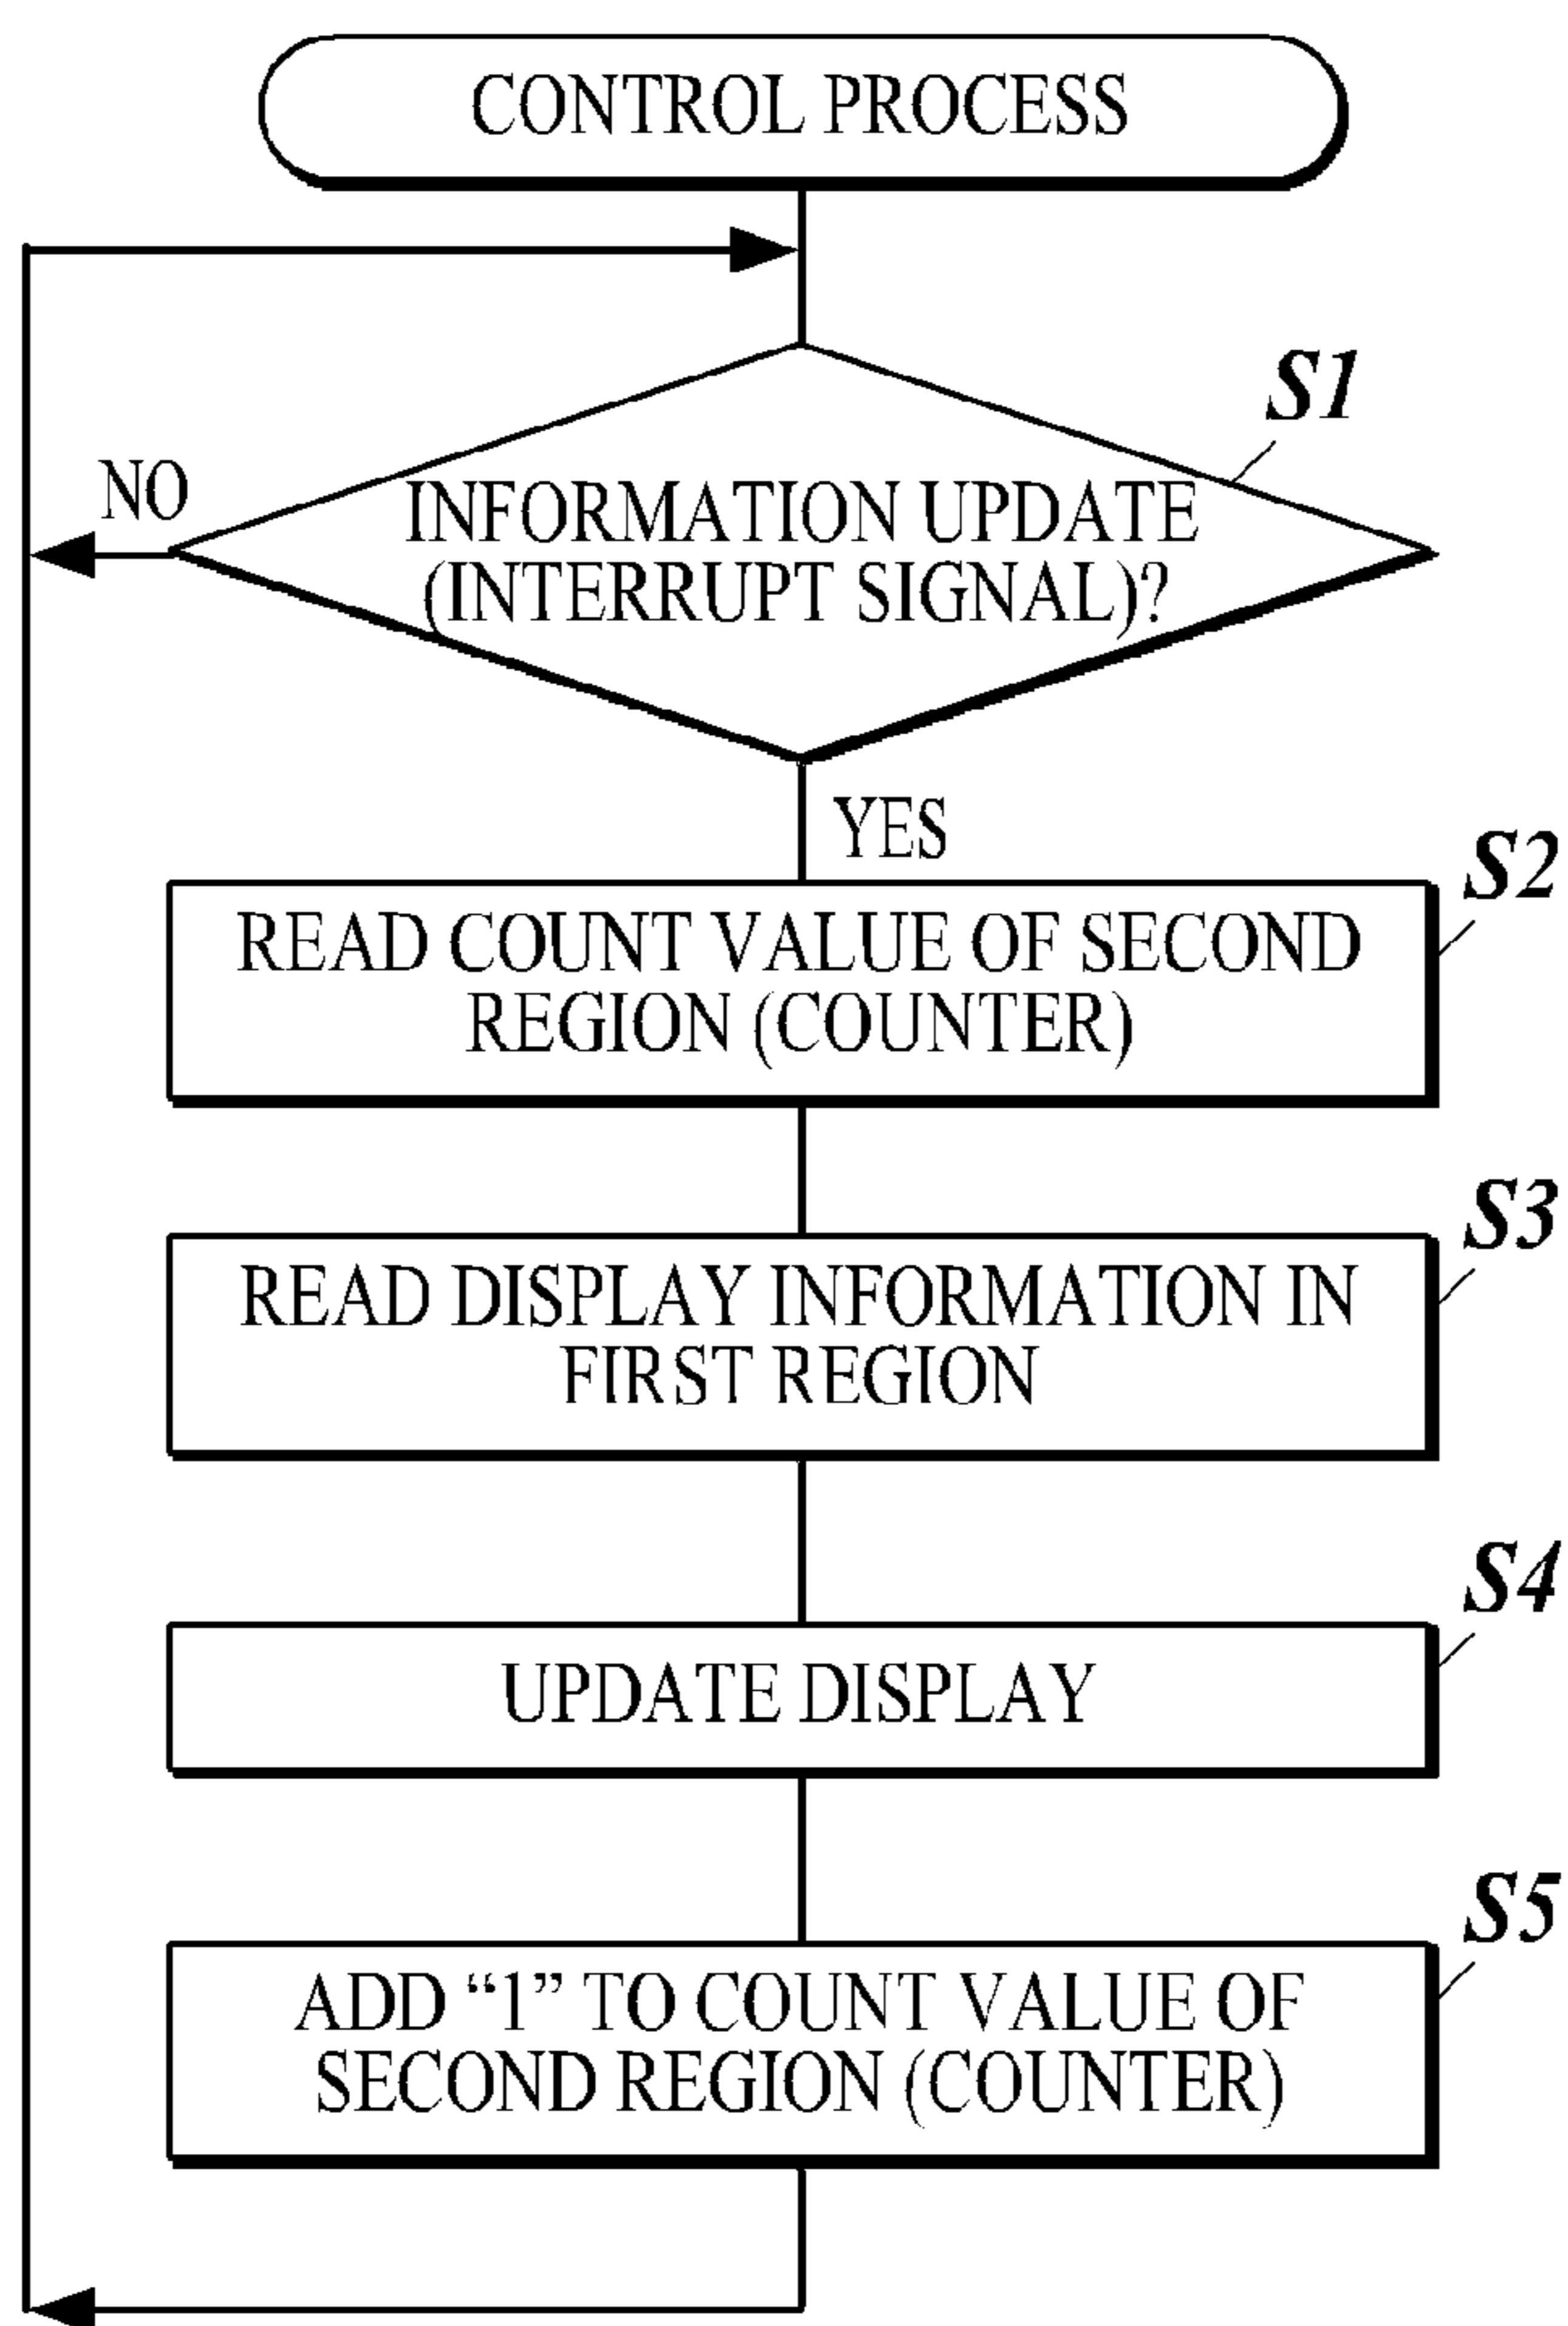 CONTROL PROCESS
S1
NO
INFORMATION UPDATE
(INTERRUPT SIGNAL)?
YES
S2
READ COUNT VALUE OF SECOND
REGION (COUNTER)
S3
READ DISPLAY INFORMATION IN
FIRST REGION
S4
UPDATE DISPLAY
S5
ADD “1” TO COUNT VALUE OF
SECOND REGION (COUNTER)